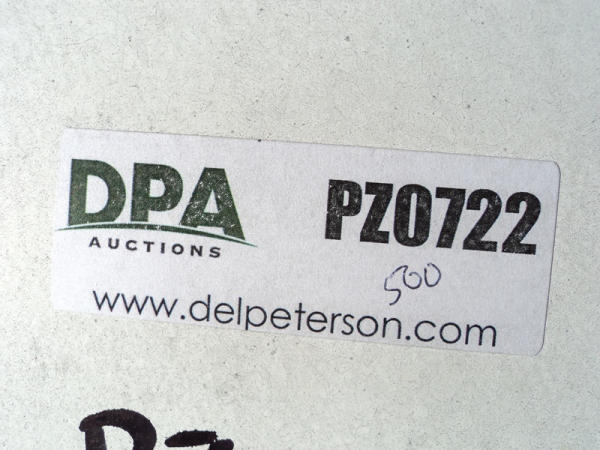 DPA
AUCTIONS
PZ0722
500
www.delpeterson.com